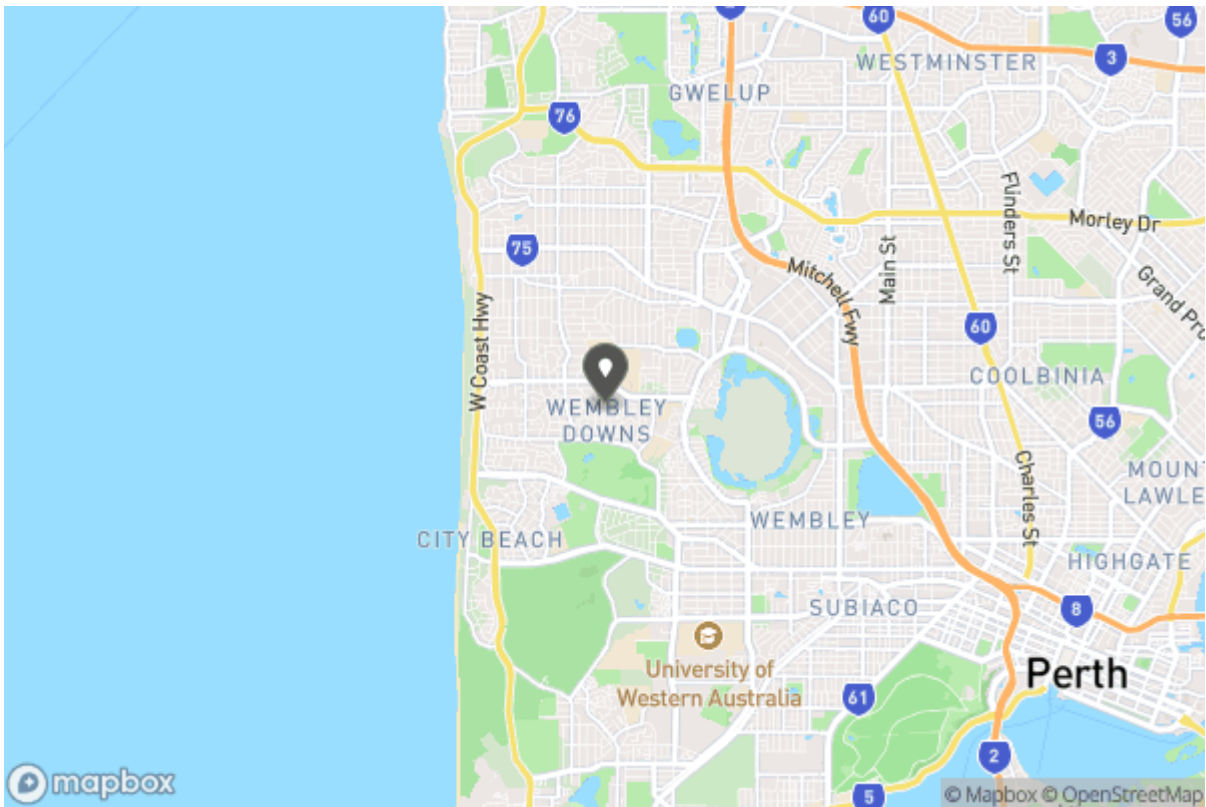 60
56
WESTMINSTER
3
GWELUP
76
Flinders St
Morley Dr
75
Main St
Mitchell Fwy
Grand Pro
W Coast Hwy
60
COOLBINIA
WEMBLEY
DOWNS
56
Charles St
MOUNT
LAWLE
WEMBLEY
CITY BEACH
HIGHGATE
SUBIACO
8
University of
Western Australia
Perth
61
2
5
mapbox
© Mapbox © OpenStreetMap